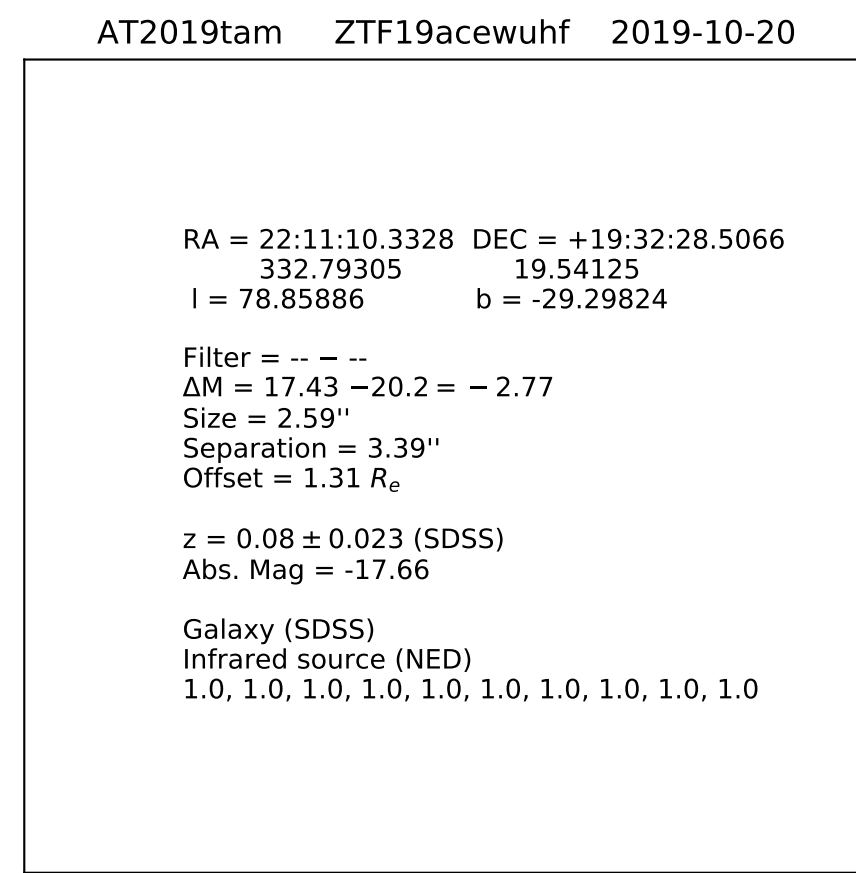 AT2019tam ZTF19acewuhf 2019-10-20
RA = 22:11:10.3328 DEC = +19:32:28.5066
332.79305 19.54125
l = 78.85886 b = -29.29824
Filter = -- − --
ΔM = 17.43 −20.2 = − 2.77
Size = 2.59''
Separation = 3.39''
Offset = 1.31 Rₑ
z = 0.08 ± 0.023 (SDSS)
Abs. Mag = -17.66
Galaxy (SDSS)
Infrared source (NED)
1.0, 1.0, 1.0, 1.0, 1.0, 1.0, 1.0, 1.0, 1.0, 1.0